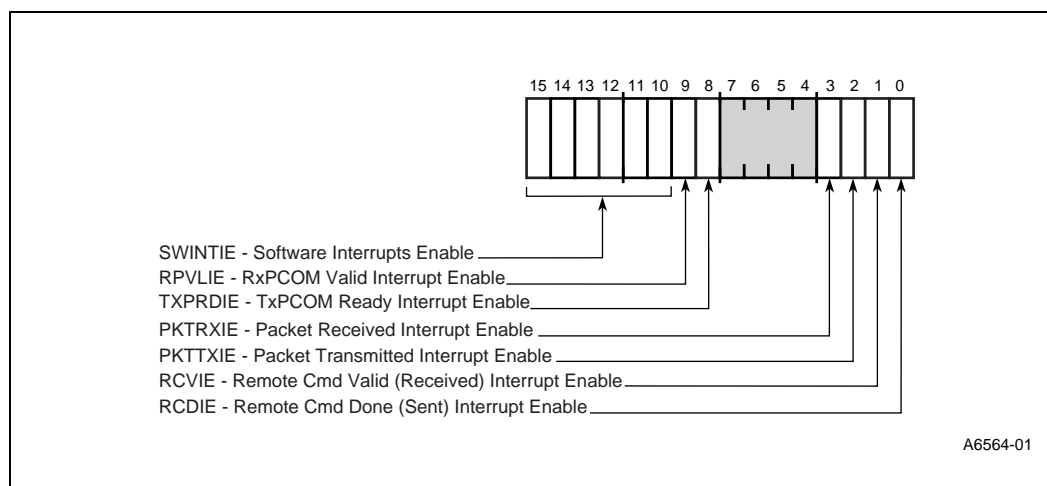 15 14 13 12 11 10 9 8 7 6 5 4 3 2 1 0
SWINTIE - Software Interrupts Enable
RPVLIE - RxPCOM Valid Interrupt Enable
TXPRDIE - TxPCOM Ready Interrupt Enable
PKTRXIE - Packet Received Interrupt Enable
PKTTXIE - Packet Transmitted Interrupt Enable
RCVIE - Remote Cmd Valid (Received) Interrupt Enable
RCDIE - Remote Cmd Done (Sent) Interrupt Enable
A6564-01